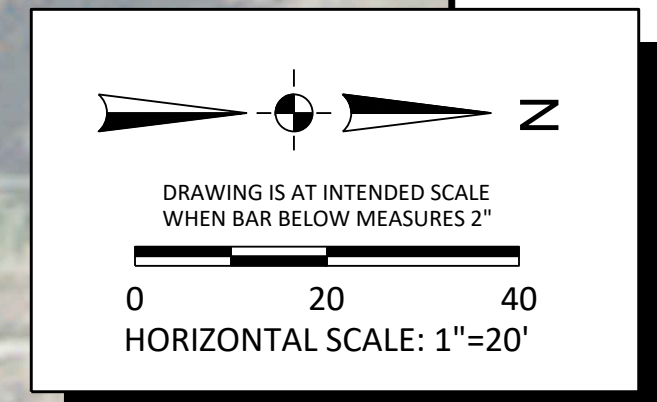 N
DRAWING IS AT INTENDED SCALE
WHEN BAR BELOW MEASURES 2"
0 20 40
HORIZONTAL SCALE: 1"=20'